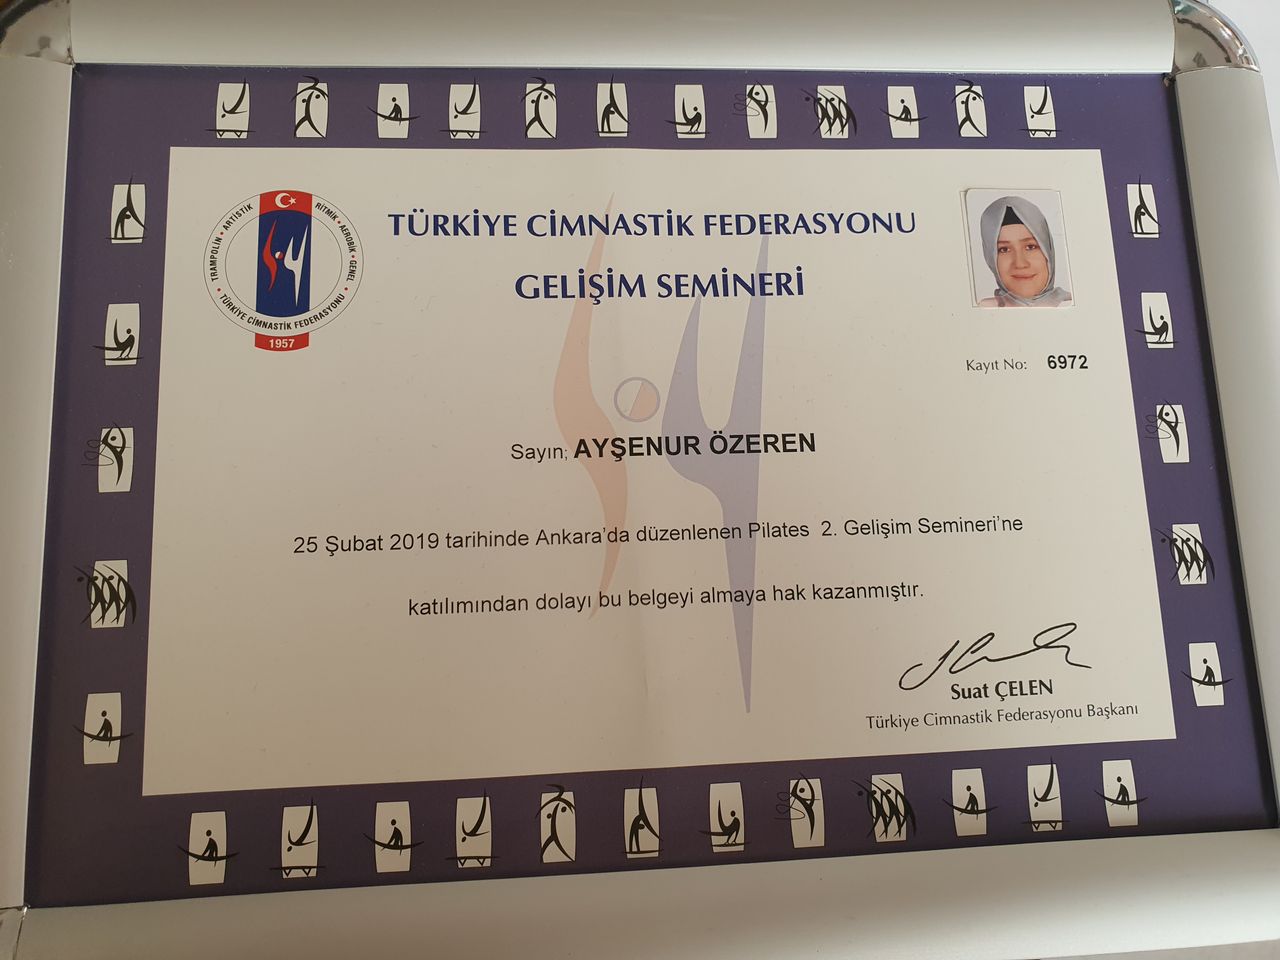 TÜRKİYE CİMNASTİK FEDERASYONU
GELİŞİM SEMİNERİ
TRAMPOLİN • ARTİSTİK
RİTMİK • AEROBİK • GENEL
• TÜRKİYE CİMNASTİK FEDERASYONU •
1957
Kayıt No: 6972
Sayın; AYŞENUR ÖZEREN
25 Şubat 2019 tarihinde Ankara'da düzenlenen Pilates 2. Gelişim Semineri'ne
katılımından dolayı bu belgeyi almaya hak kazanmıştır.
Suat ÇELEN
Türkiye Cimnastik Federasyonu Başkanı